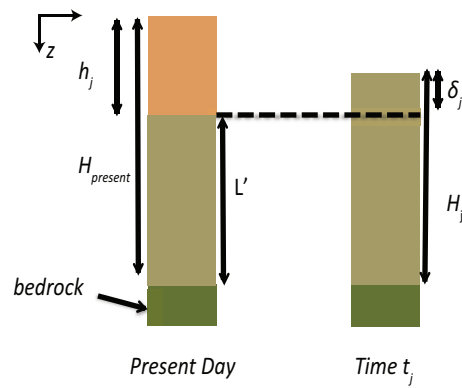 z
h_j
δ_j
H_present
L’
H_j
bedrock
Present Day
Time t_j